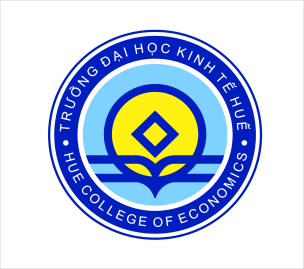 TRƯỜNG ĐẠI HỌC KINH TẾ HUẾ
HUE COLLEGE OF ECONOMICS